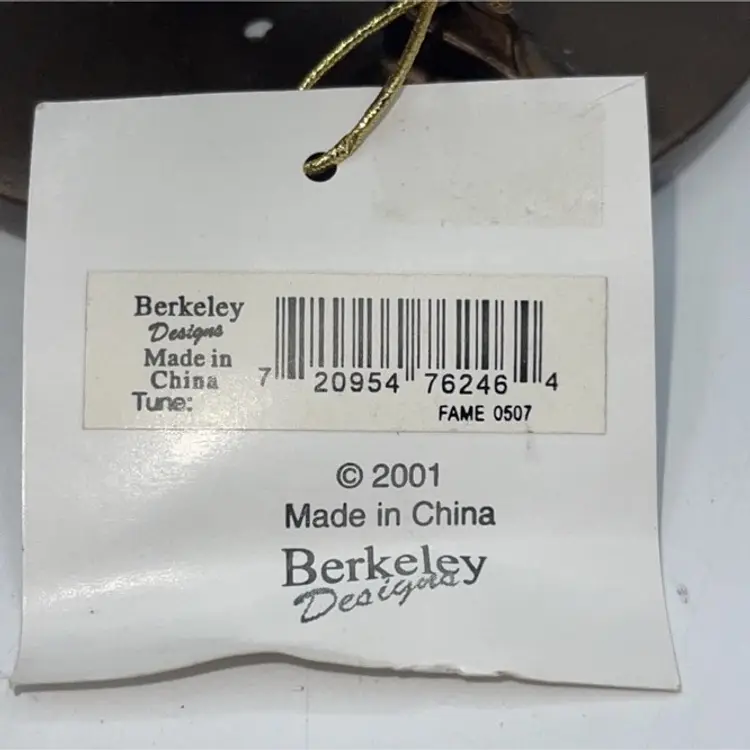 Berkeley
Designs
Made in
China
Tune:
7 20954 76246 4
FAME 0507
© 2001
Made in China
Berkeley
Designs